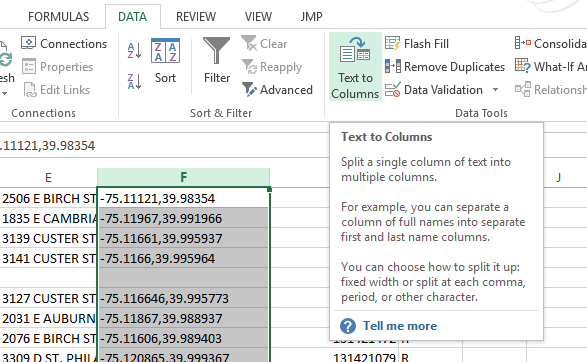 FORMULAS DATA REVIEW VIEW JMP
Connections
Properties
Edit Links
Connections
Sort
Filter
Clear
Reapply
Advanced
Sort & Filter
Text to
Columns
Flash Fill
Remove Duplicates
Data Validation
Data Tools
What-If
.11121,39.98354
Text to Columns
Split a single column of text into
multiple columns.
For example, you can separate a
column of full names into separate
first and last name columns.
You can choose how to split it up:
fixed width or split at each comma,
period, or other character.
Tell me more
E F J
2506 E BIRCH ST -75.11121,39.98354
1835 E CAMBRIA -75.11967,39.991966
3139 CUSTER ST -75.11661,39.995937
3141 CUSTER ST -75.1166,39.995964
3127 CUSTER ST -75.116646,39.995773
2031 E AUBURN -75.11867,39.988937
2076 E BIRCH ST -75.11606,39.989403
3309 D ST. PHILA -75.120865,39.999367 131421079 R